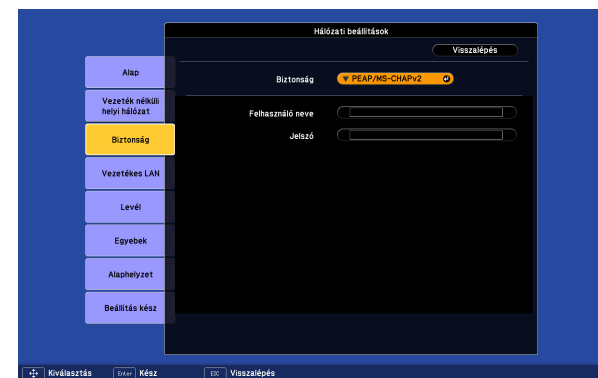 Hálózati beállítások
Visszalépés
Alap
Biztonság
PEAP/MS-CHAPv2
Vezeték nélküli
helyi hálózat
Felhasználó neve
Biztonság
Jelszó
Vezetékes LAN
Levél
Egyebek
Alaphelyzet
Beállítás kész
Kiválasztás
Enter Kész
ESC Visszalépés